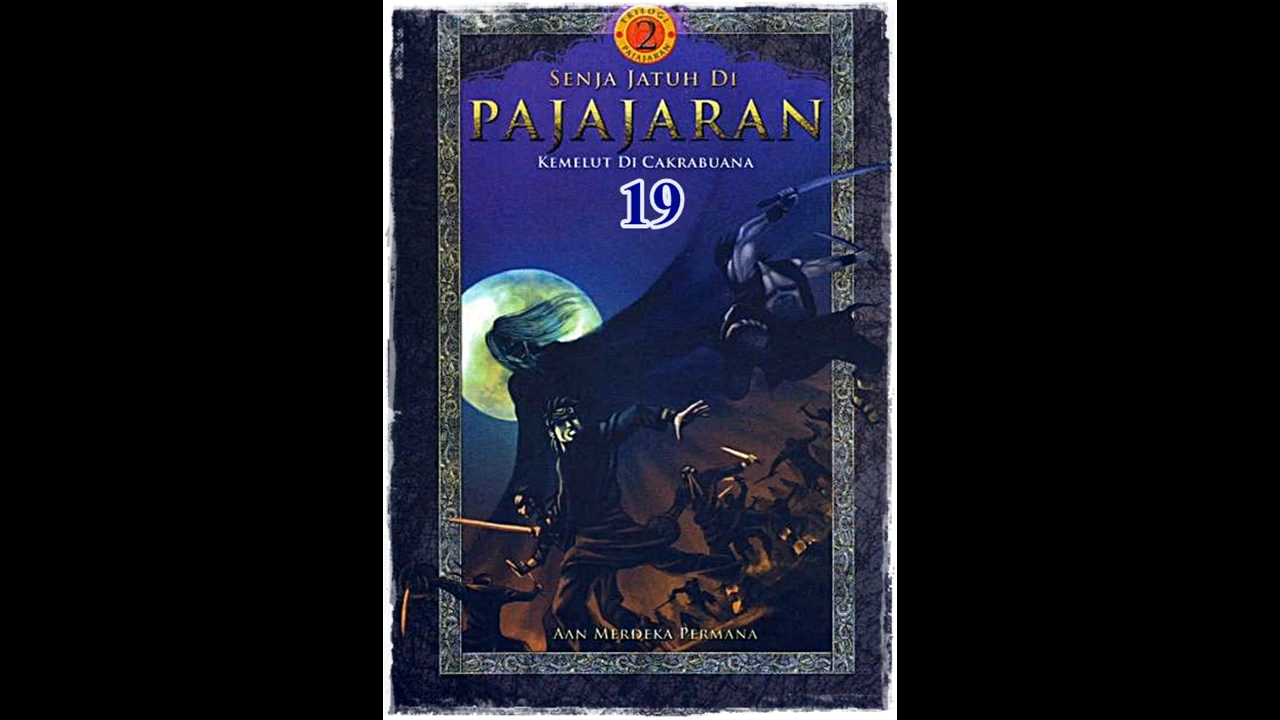 TRILOGI
2
PAJAJARAN
SENJA JATUH DI
PAJAJARAN
KEMELUT DI CAKRABUANA
19
AAN MERDEKA PERMANA